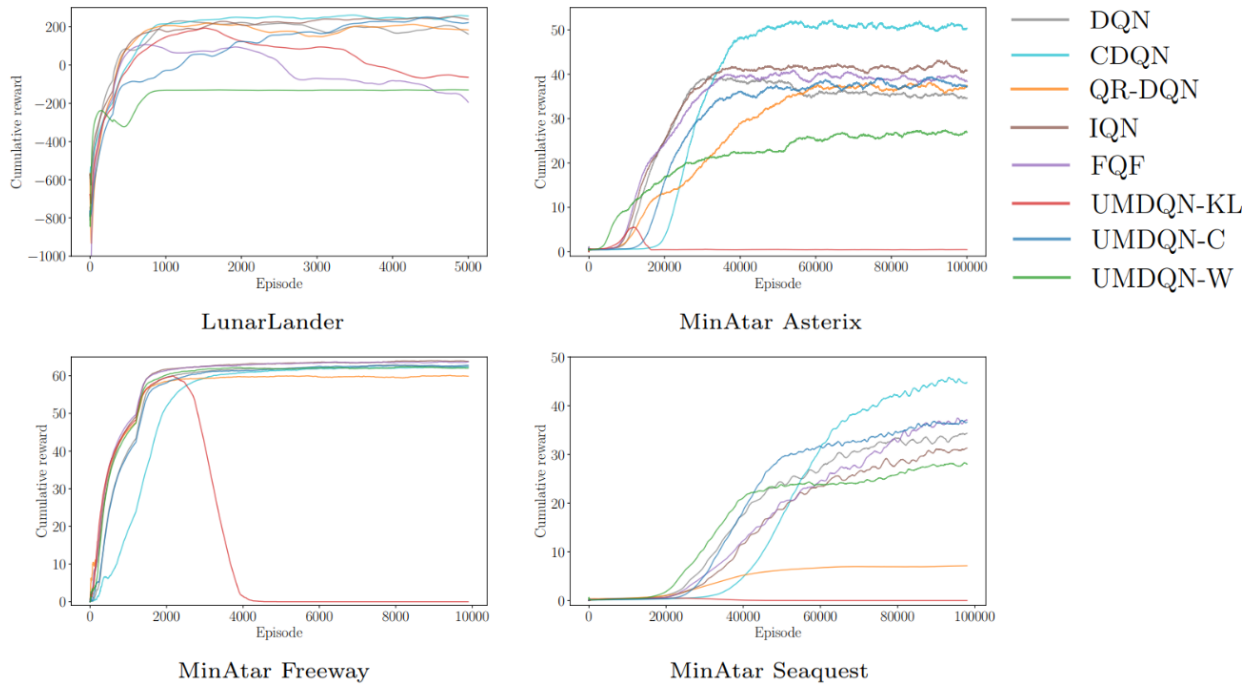 200
0
−200
−400
−600
−800
−1000
Cumulative reward
0 1000 2000 3000 4000 5000
Episode
LunarLander
50
40
30
20
10
0
Cumulative reward
0 20000 40000 60000 80000 100000
Episode
MinAtar Asterix
DQN
CDQN
QR-DQN
IQN
FQF
UMDQN-KL
UMDQN-C
UMDQN-W
60
50
40
30
20
10
0
Cumulative reward
0 2000 4000 6000 8000 10000
Episode
MinAtar Freeway
50
40
30
20
10
0
Cumulative reward
0 20000 40000 60000 80000 100000
Episode
MinAtar Seaquest